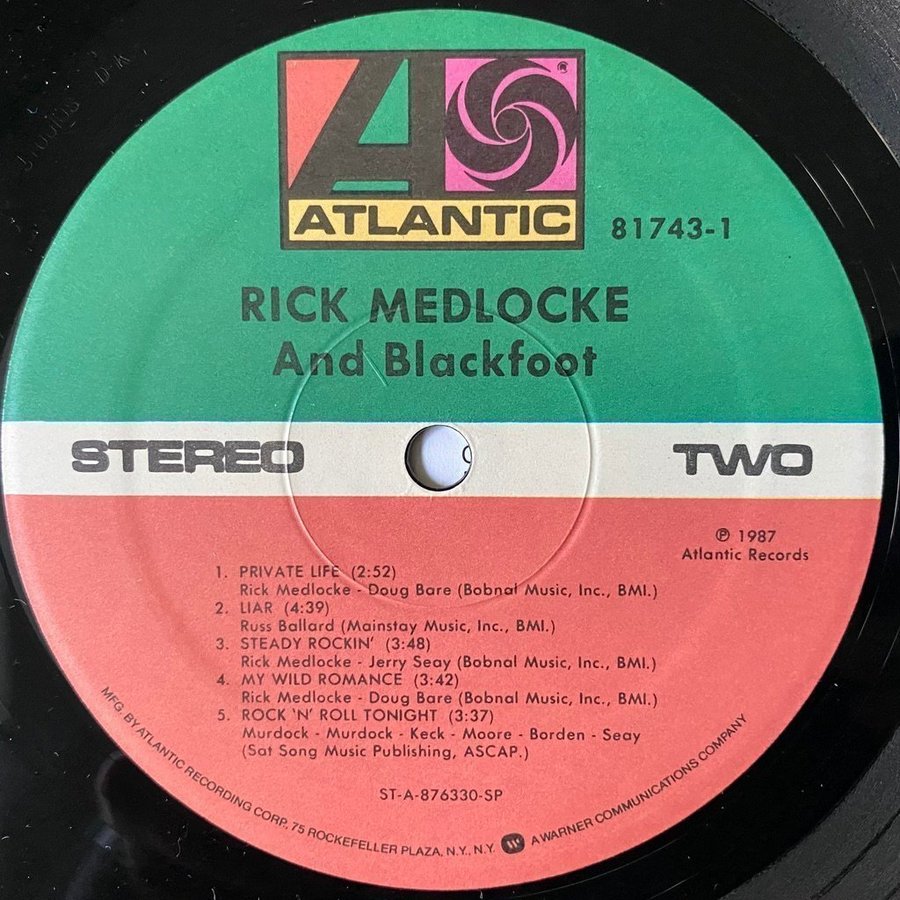 ATLANTIC
81743-1
RICK MEDLOCKE
And Blackfoot
STEREO
TWO
℗ 1987
Atlantic Records
1. PRIVATE LIFE (2:52)
Rick Medlocke - Doug Bare (Bobnal Music, Inc., BMI.)
2. LIAR (4:39)
Russ Ballard (Mainstay Music, Inc., BMI.)
3. STEADY ROCKIN' (3:48)
Rick Medlocke - Jerry Seay (Bobnal Music, Inc., BMI.)
4. MY WILD ROMANCE (3:42)
Rick Medlocke - Doug Bare (Bobnal Music, Inc., BMI.)
5. ROCK 'N' ROLL TONIGHT (3:37)
Murdock - Murdock - Keck - Moore - Borden - Seay
(Sat Song Music Publishing, ASCAP.)
ST-A-876330-SP
MFG. BY ATLANTIC RECORDING CORP., 75 ROCKEFELLER PLAZA, N.Y., N.Y. A WARNER COMMUNICATIONS COMPANY